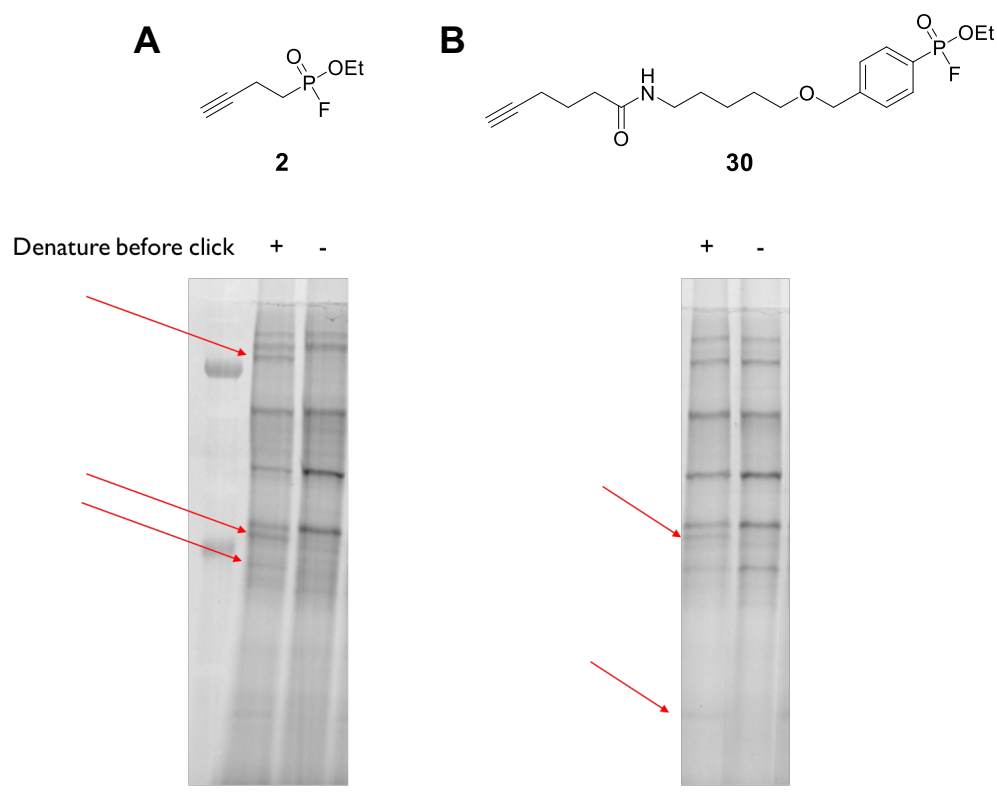 A
B
O
P
OEt
F
2
H
N
O
O
O
P
OEt
F
30
Denature before click + -
+ -